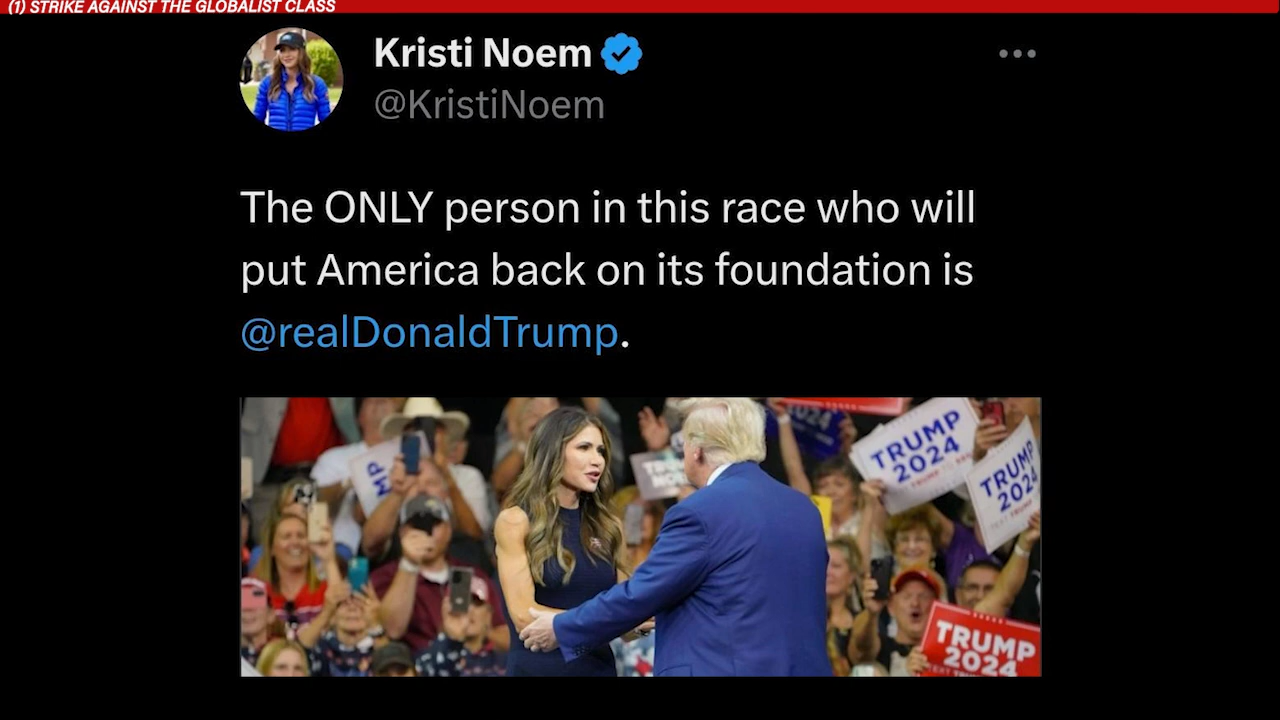 (1) STRIKE AGAINST THE GLOBALIST CLASS
Kristi Noem
@KristiNoem
The ONLY person in this race who will
put America back on its foundation is
@realDonaldTrump.
TRUMP
2024
TRUMP
2024
TRUMP
2024